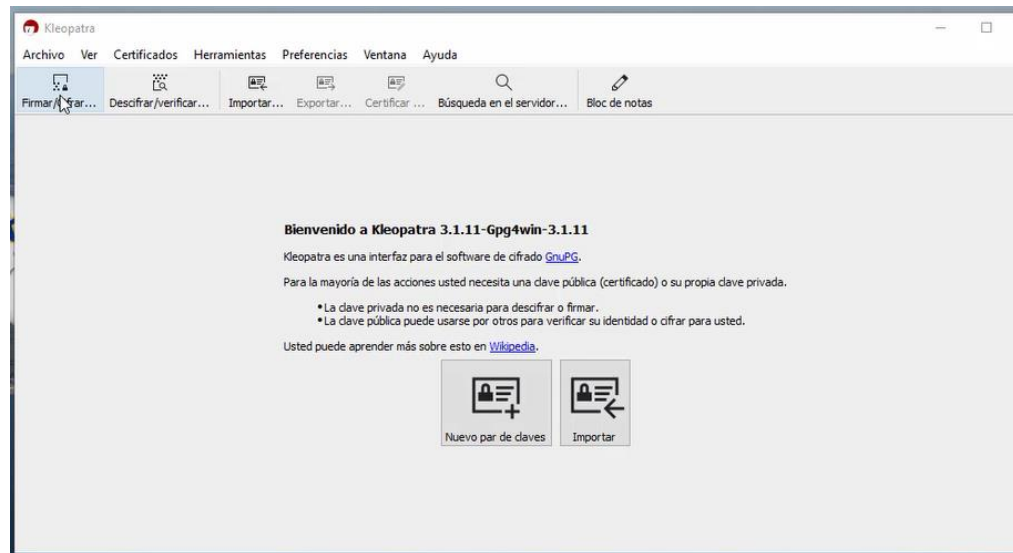 Kleopatra
Archivo Ver Certificados Herramientas Preferencias Ventana Ayuda
Firmar/cifrar... Descifrar/verificar... Importar... Exportar... Certificar ... Búsqueda en el servidor... Bloc de notas
Bienvenido a Kleopatra 3.1.11-Gpg4win-3.1.11
Kleopatra es una interfaz para el software de cifrado GnuPG.
Para la mayoría de las acciones usted necesita una clave pública (certificado) o su propia clave privada.
•La clave privada no es necesaria para descifrar o firmar.
•La clave pública puede usarse por otros para verificar su identidad o cifrar para usted.
Usted puede aprender más sobre esto en Wikipedia.
Nuevo par de claves Importar